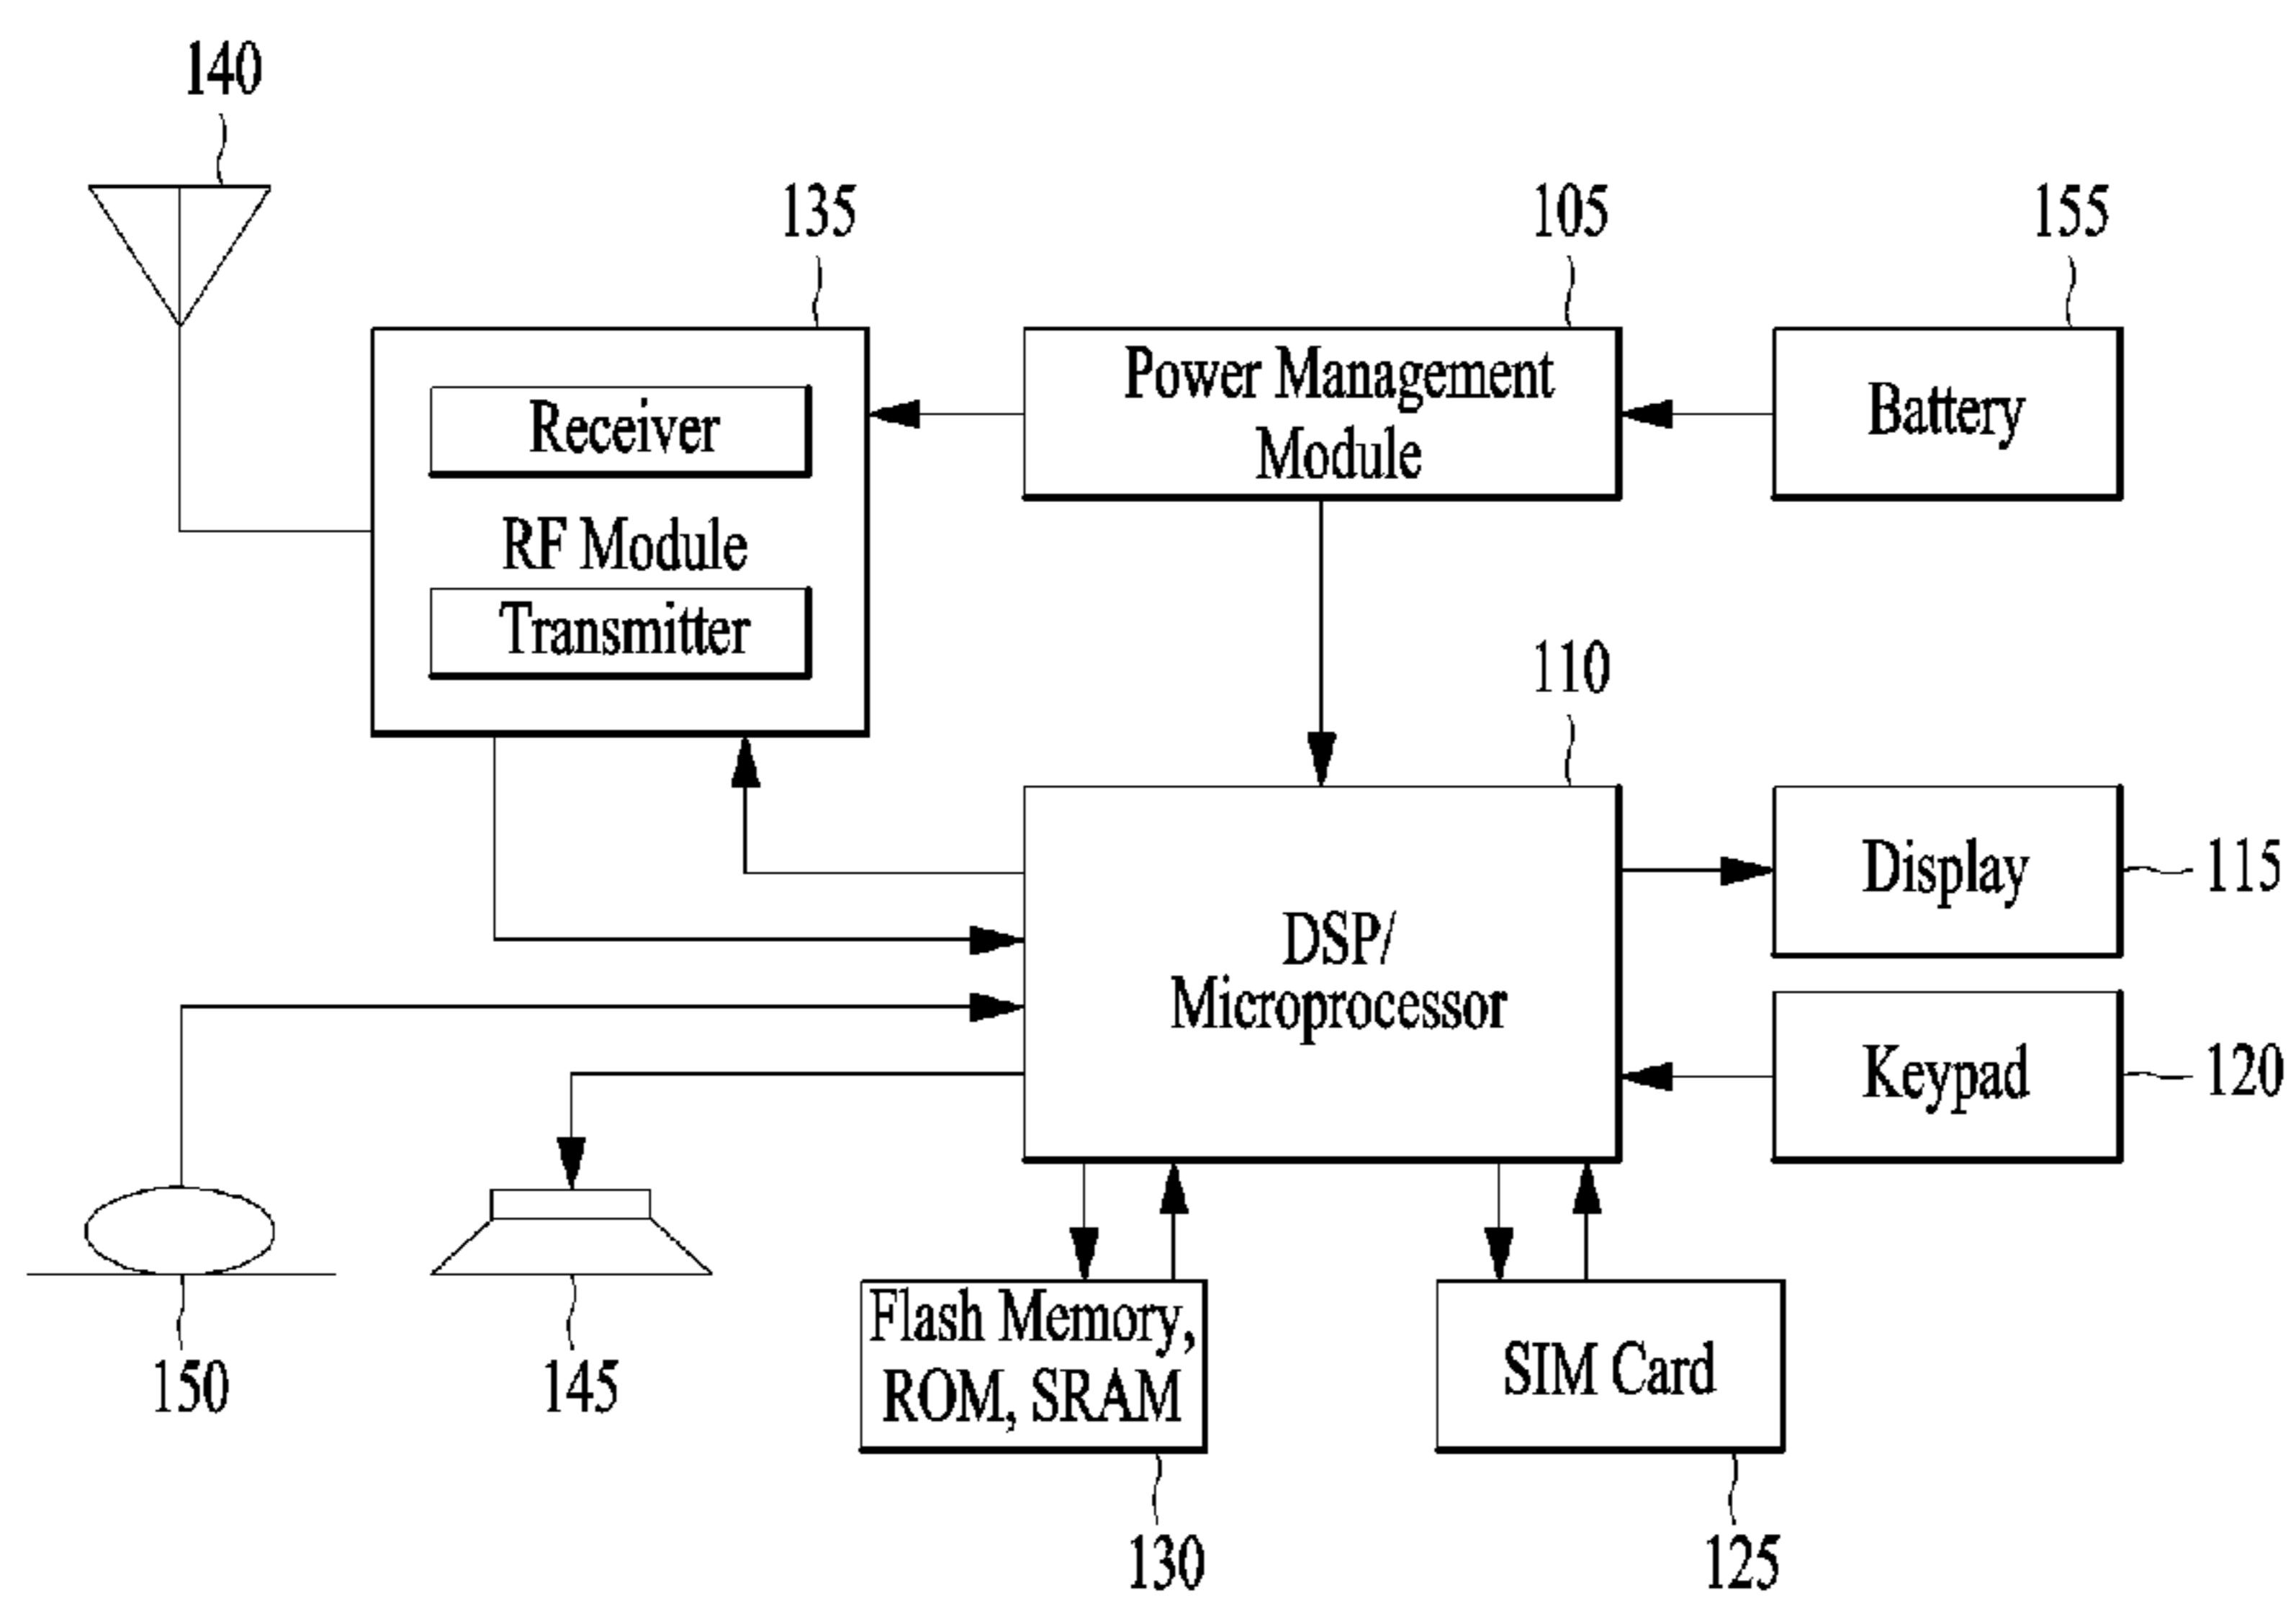 140
135
105
155
Receiver
RF Module
Transmitter
Power Management
Module
Battery
110
DSP/
Microprocessor
Display
115
Keypad
120
150
145
Flash Memory,
ROM, SRAM
SIM Card
130
125